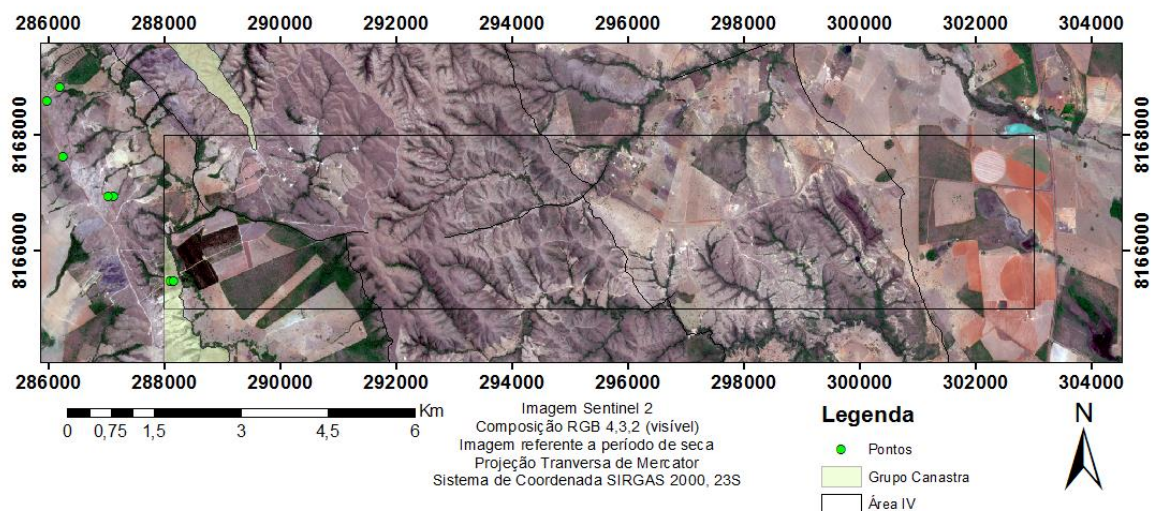 286000 288000 290000 292000 294000 296000 298000 300000 302000 304000
8168000 8168000
8166000 8166000
286000 288000 290000 292000 294000 296000 298000 300000 302000 304000
Km
0 0,75 1,5 3 4,5 6
Imagem Sentinel 2
Composição RGB 4,3,2 (visível)
Imagem referente a período de seca
Projeção Tranversa de Mercator
Sistema de Coordenada SIRGAS 2000, 23S
Legenda
Pontos
Grupo Canastra
Área IV
N